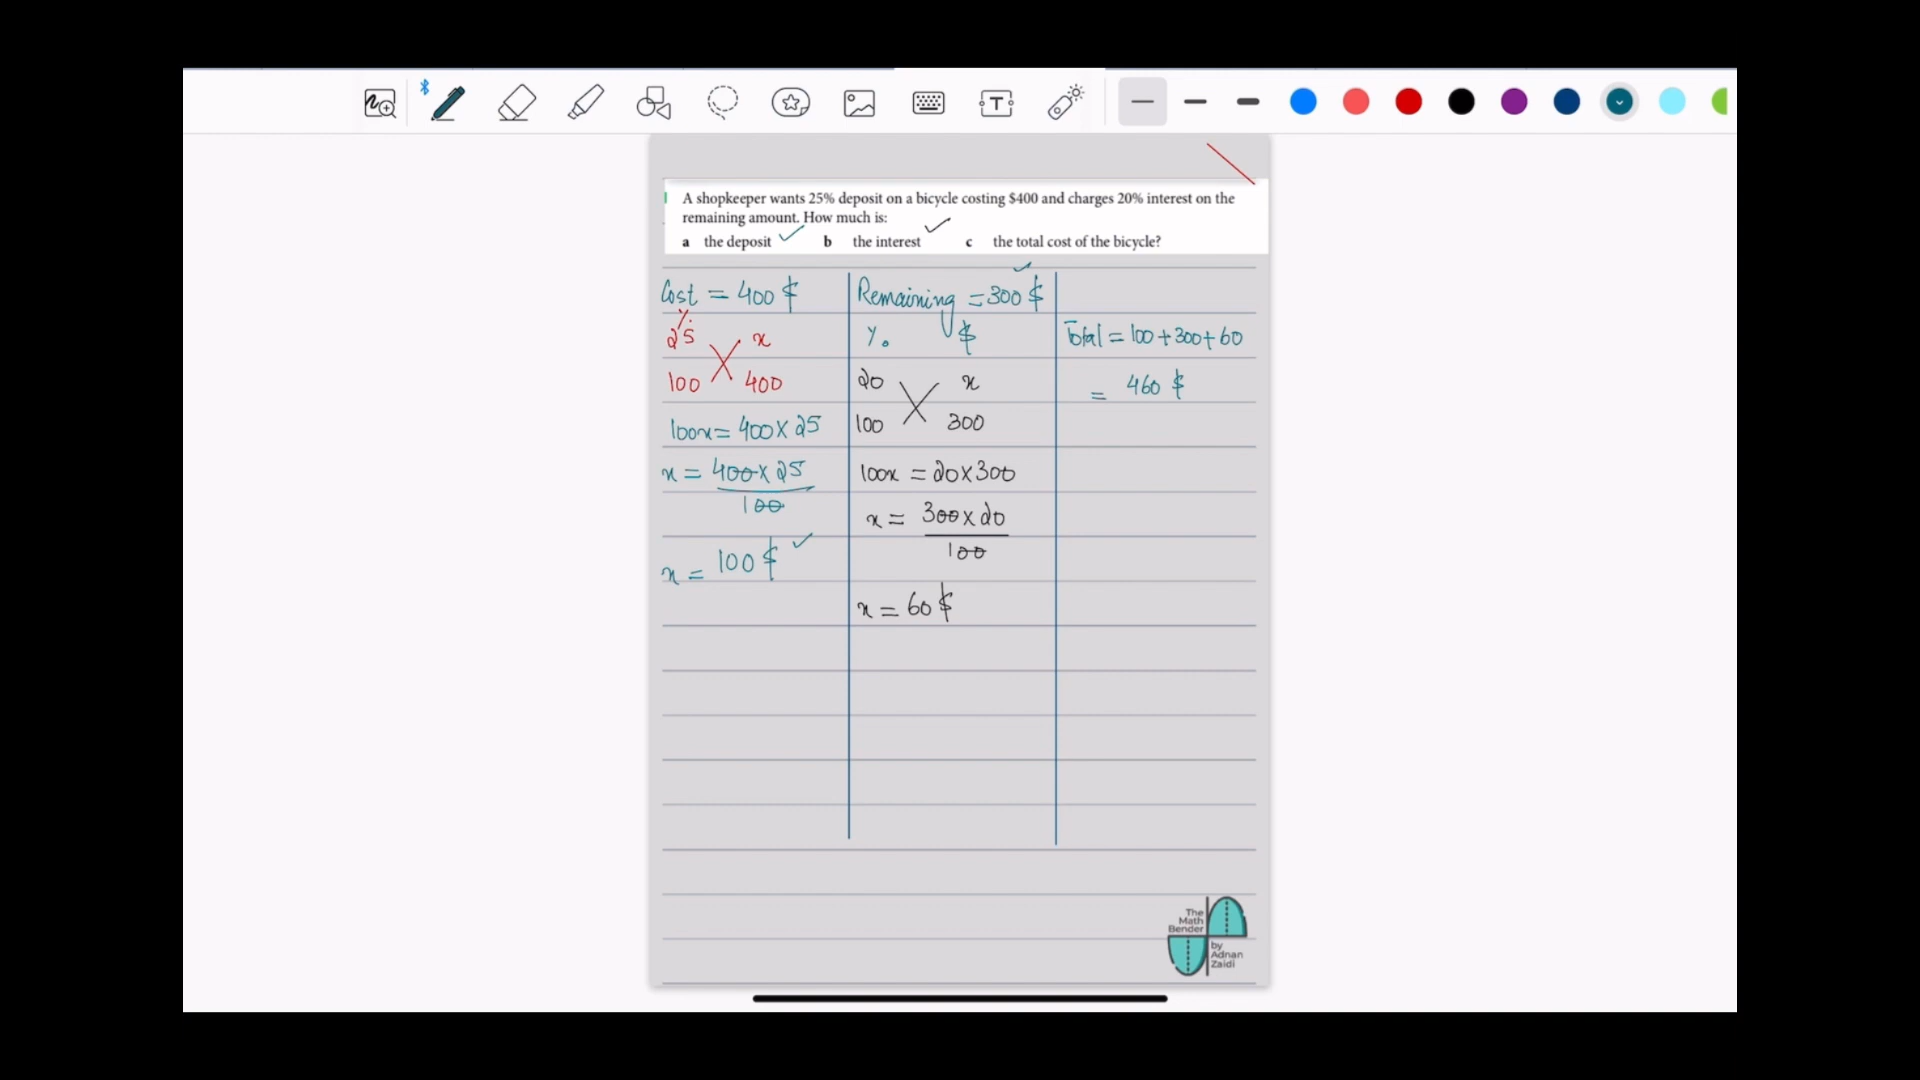 A shopkeeper wants 25% deposit on a bicycle costing $400 and charges 20% interest on the
remaining amount. How much is:
a the deposit b the interest c the total cost of the bicycle?
Cost = 400 $
%
25 x
100 400
100x = 400 x 25
x = 400 x 25
100
x = 100 $
Remaining = 300 $
% $
20 x
100 300
100x = 20 x 300
x = 300 x 20
100
x = 60 $
Total = 100 + 300 + 60
= 460 $
The
Math
Bender
by
Adnan
Zaidi